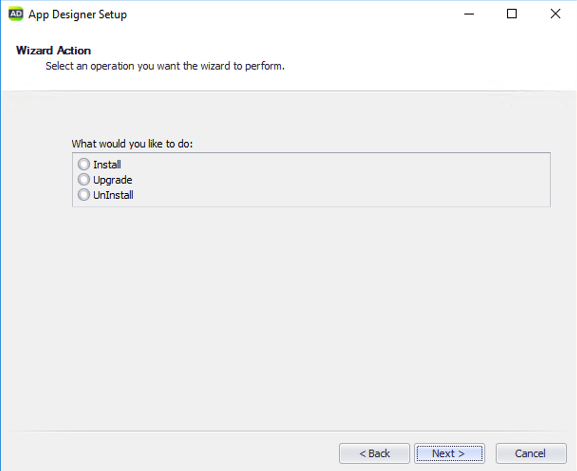 AD App Designer Setup
Wizard Action
Select an operation you want the wizard to perform.
What would you like to do:
Install
Upgrade
UnInstall
< Back Next > Cancel